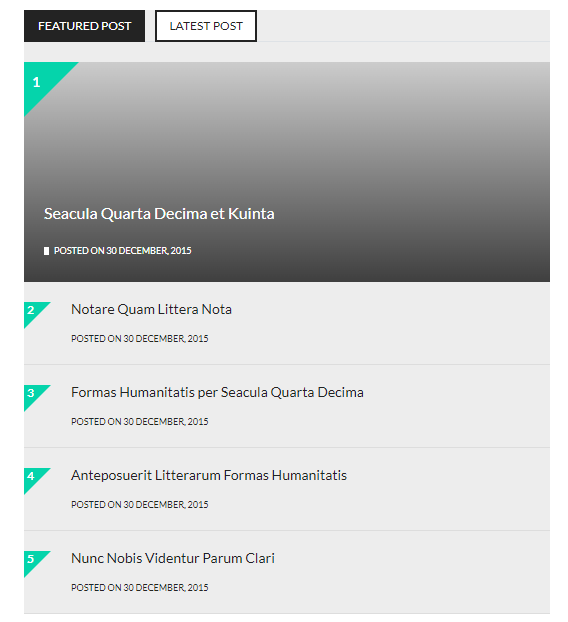 FEATURED POST
LATEST POST
1
Seacula Quarta Decima et Kuinta
POSTED ON 30 DECEMBER, 2015
2
Notare Quam Littera Nota
POSTED ON 30 DECEMBER, 2015
3
Formas Humanitatis per Seacula Quarta Decima
POSTED ON 30 DECEMBER, 2015
4
Anteposuerit Litterarum Formas Humanitatis
POSTED ON 30 DECEMBER, 2015
5
Nunc Nobis Videntur Parum Clari
POSTED ON 30 DECEMBER, 2015